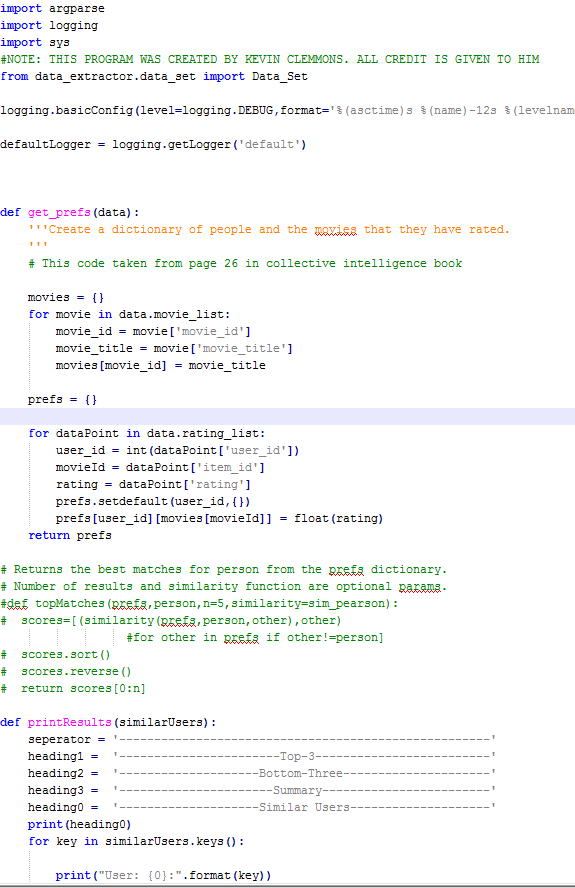 import argparse
import logging
import sys
#NOTE: THIS PROGRAM WAS CREATED BY KEVIN CLEMMONS. ALL CREDIT IS GIVEN TO HIM
from data_extractor.data_set import Data_Set
logging.basicConfig(level=logging.DEBUG,format='%(asctime)s %(name)-12s %(levelnam
defaultLogger = logging.getLogger('default')
def get_prefs(data):
    '''Create a dictionary of people and the movies that they have rated.
    '''
    # This code taken from page 26 in collective intelligence book
    movies = {}
    for movie in data.movie_list:
        movie_id = movie['movie_id']
        movie_title = movie['movie_title']
        movies[movie_id] = movie_title
    prefs = {}
    for dataPoint in data.rating_list:
        user_id = int(dataPoint['user_id'])
        movieId = dataPoint['item_id']
        rating = dataPoint['rating']
        prefs.setdefault(user_id,{})
        prefs[user_id][movies[movieId]] = float(rating)
    return prefs
# Returns the best matches for person from the prefs dictionary.
# Number of results and similarity function are optional params.
#def topMatches(prefs,person,n=5,similarity=sim_pearson):
#  scores=[(similarity(prefs,person,other),other)
                  #for other in prefs if other!=person]
#  scores.sort()
#  scores.reverse()
#  return scores[0:n]
def printResults(similarUsers):
    seperator = '-----------------------------------------------------'
    heading1 =  '-----------------------Top-3-------------------------'
    heading2 =  '--------------------Bottom-Three---------------------'
    heading3 =  '----------------------Summary------------------------'
    heading0 =  '--------------------Similar Users--------------------'
    print(heading0)
    for key in similarUsers.keys():
        print("User: {0}:".format(key))